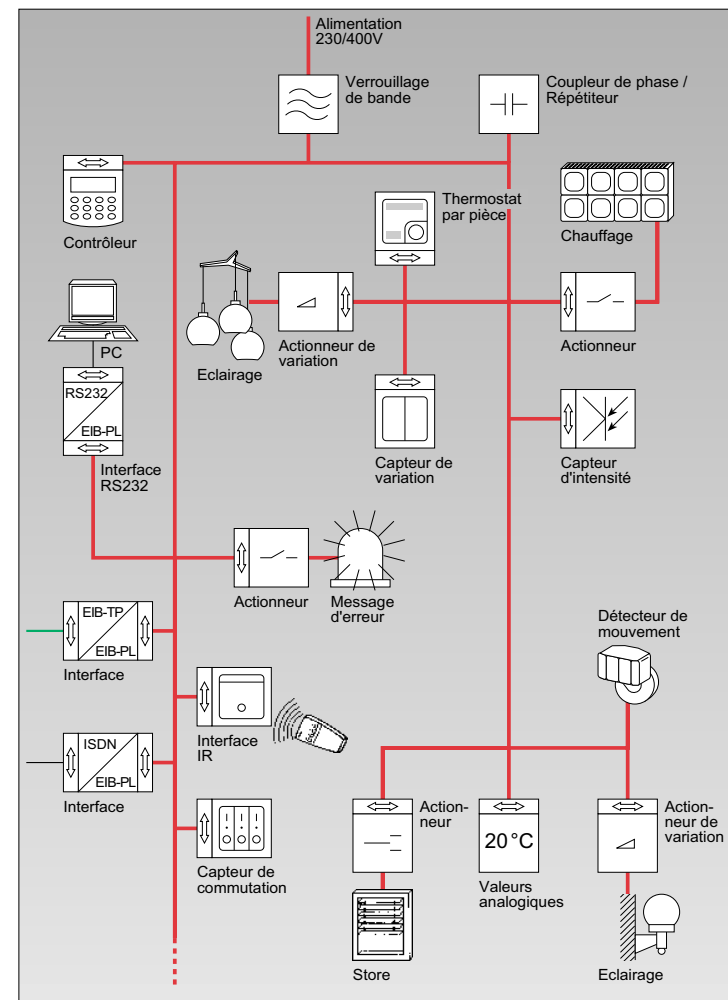 Alimentation
230/400V
Verrouillage
de bande
Coupleur de phase /
Répétiteur
Contrôleur
Thermostat
par pièce
Chauffage
PC
Eclairage
Actionneur de
variation
Actionneur
RS232
EIB-PL
Interface
RS232
Capteur de
variation
Capteur
d'intensité
Actionneur
Message
d'erreur
EIB-TP
EIB-PL
Interface
Détecteur de
mouvement
Interface
IR
ISDN
EIB-PL
Interface
Capteur de
commutation
Action-
neur
20°C
Valeurs
analogiques
Action-
neur de
variation
Store
Eclairage